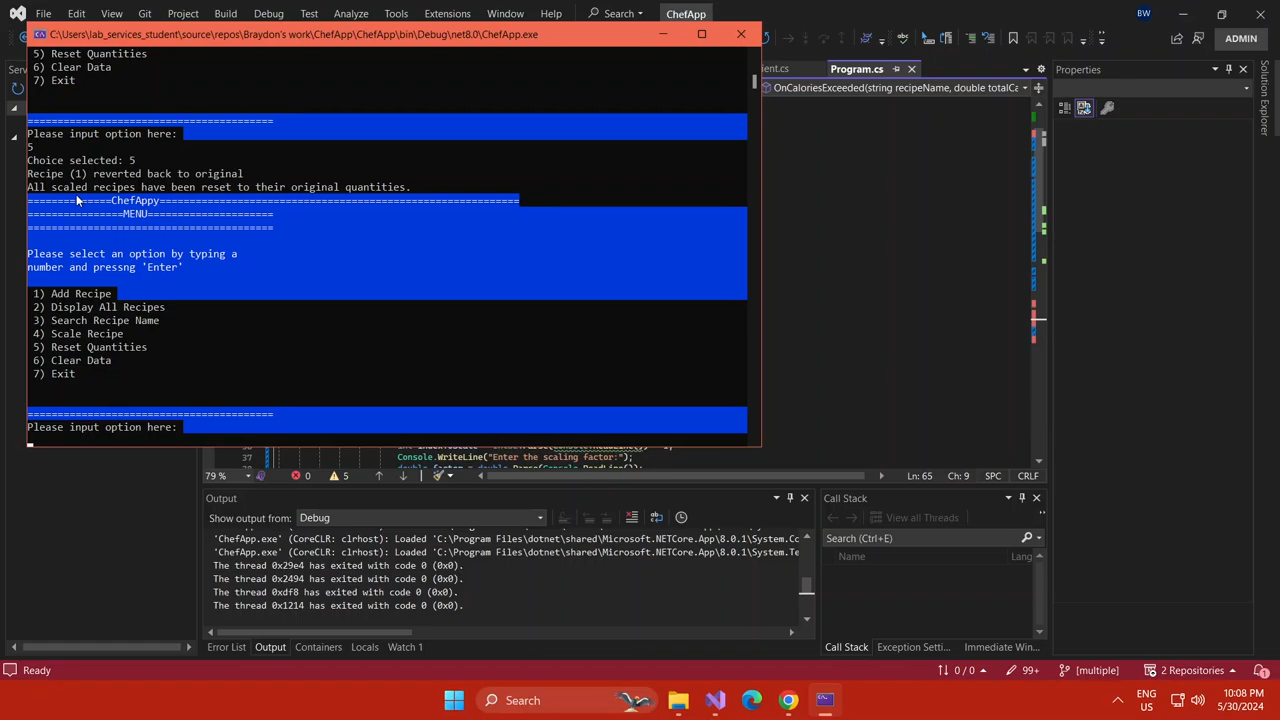 File Edit View Git Project Build Debug Test Analyze Tools Extensions Window Help Search ChefApp BW
C:\Users\lab_services_student\source\repos\Braydon's work\ChefApp\ChefApp\bin\Debug\net8.0\ChefApp.exe
ADMIN
5) Reset Quantities
6) Clear Data
7) Exit
Serv
ient.cs Program.cs Properties
OnCaloriesExceeded(string recipeName, double totalCa
Solution Explorer
=========================================
Please input option here:
5
Choice selected: 5
Recipe (1) reverted back to original
All scaled recipes have been reset to their original quantities.
==============ChefAppy============================================================
================MENU=====================
=========================================
Please select an option by typing a
number and pressng 'Enter'
1) Add Recipe
2) Display All Recipes
3) Search Recipe Name
4) Scale Recipe
5) Reset Quantities
6) Clear Data
7) Exit
=========================================
Please input option here:
37 Console.WriteLine("Enter the scaling factor:");
79 % 0 5 Ln: 65 Ch: 9 SPC CRLF
Output Call Stack
Show output from: Debug View all Threads
Search (Ctrl+E)
Name Lang
'ChefApp.exe' (CoreCLR: clrhost): Loaded 'C:\Program Files\dotnet\shared\Microsoft.NETCore.App\8.0.1\System.Co
'ChefApp.exe' (CoreCLR: clrhost): Loaded 'C:\Program Files\dotnet\shared\Microsoft.NETCore.App\8.0.1\System.Te
The thread 0x29e4 has exited with code 0 (0x0).
The thread 0x2494 has exited with code 0 (0x0).
The thread 0xdf8 has exited with code 0 (0x0).
The thread 0x1214 has exited with code 0 (0x0).
Error List Output Containers Locals Watch 1 Call Stack Exception Setti... Immediate Win...
Ready 0 / 0 99+ [multiple] 2 Repositories 1
Search
ENG
US
10:08 PM
5/30/2024